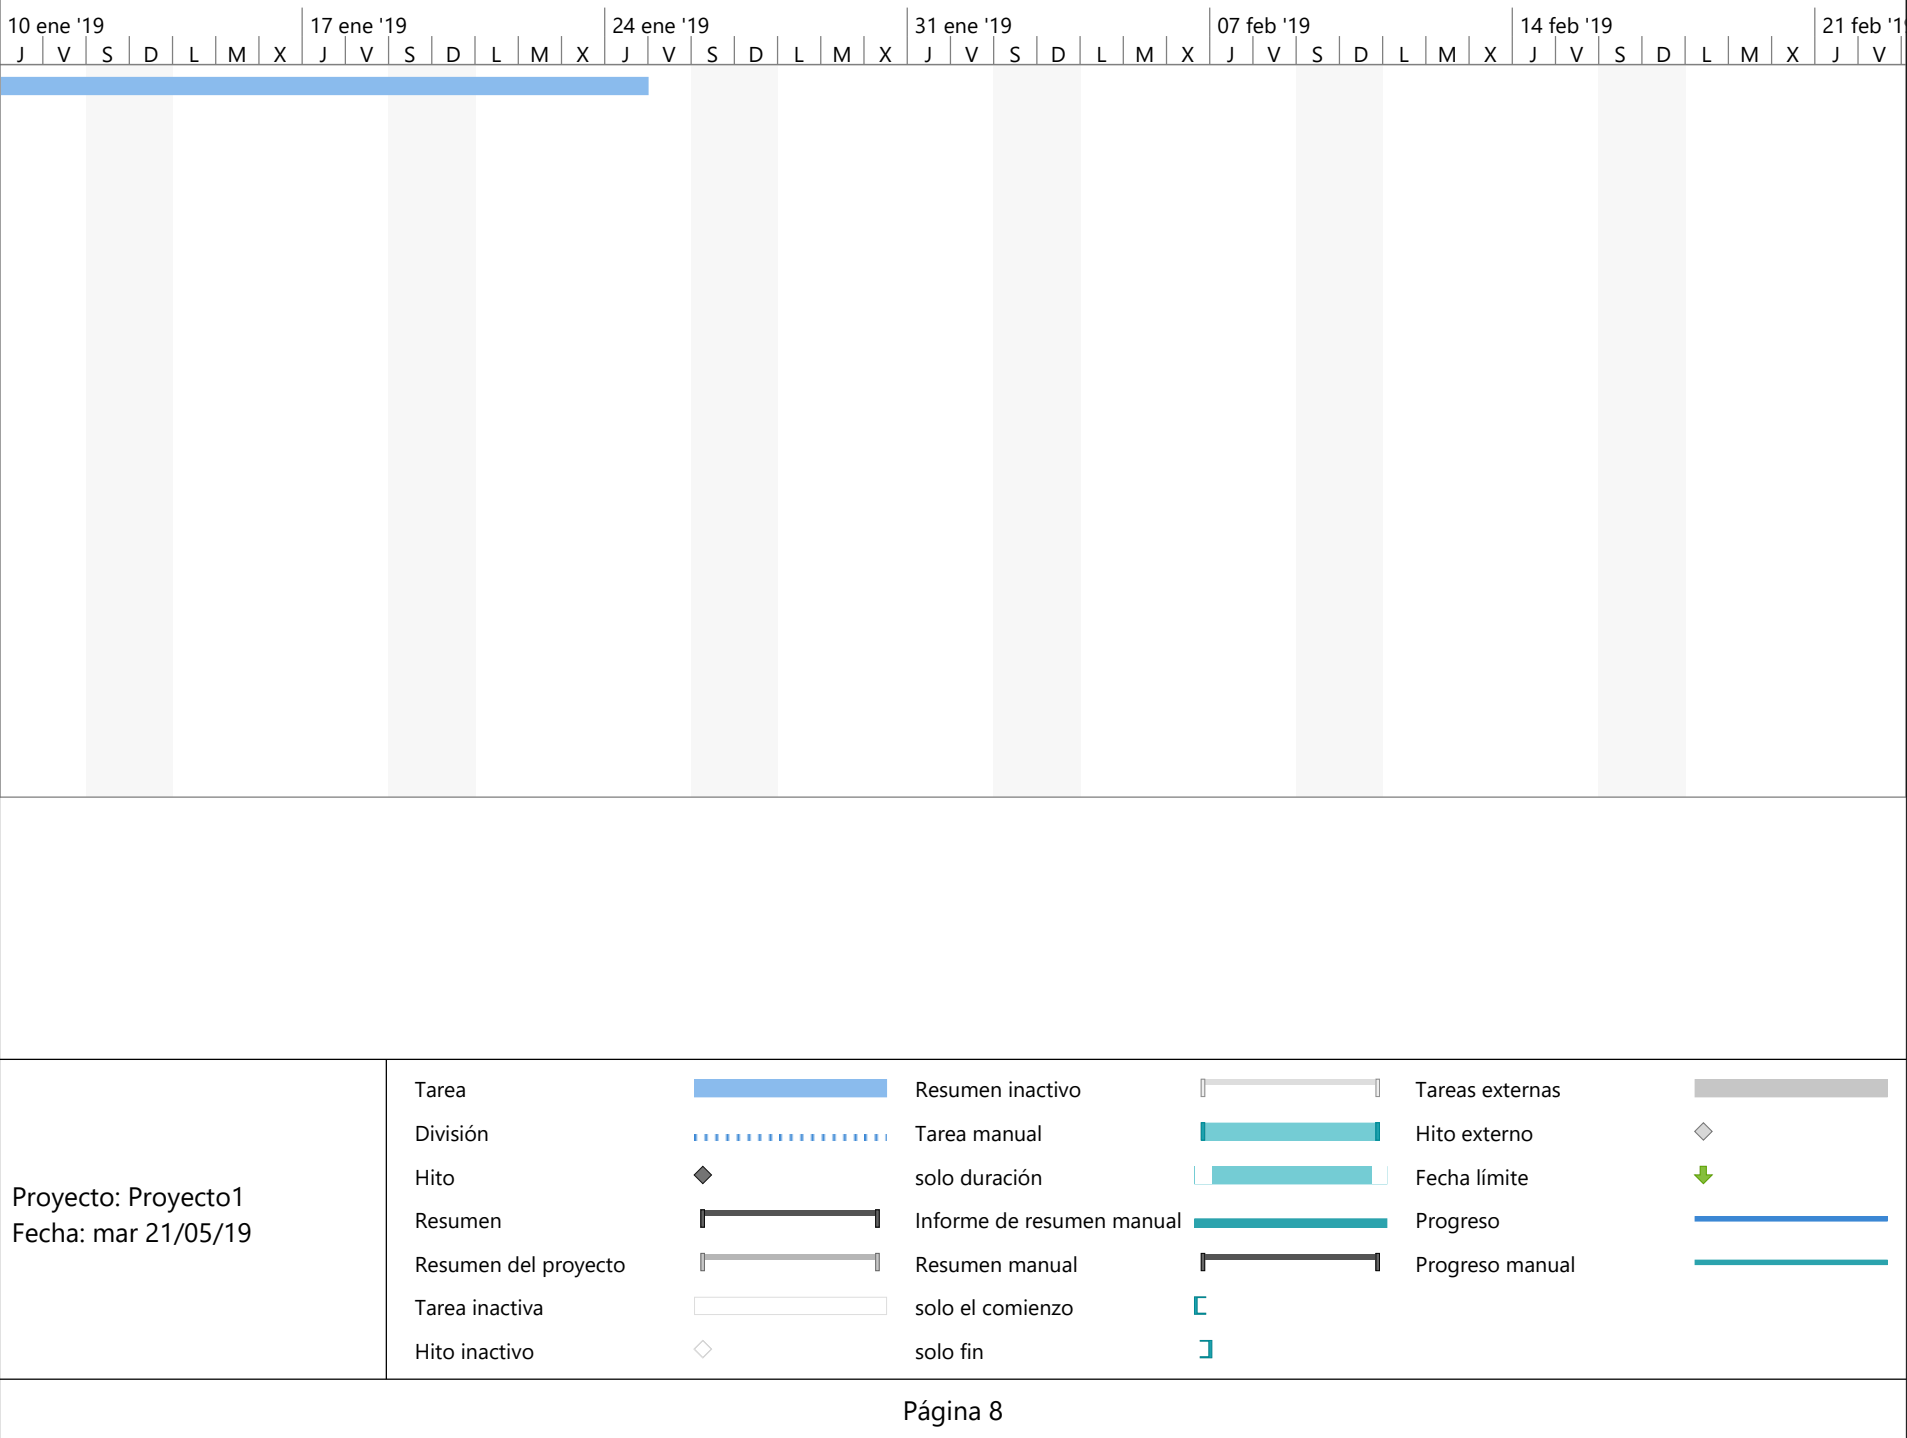 10 ene '19 17 ene '19 24 ene '19 31 ene '19 07 feb '19 14 feb '19 21 feb '19
J V S D L M X J V S D L M X J V S D L M X J V S D L M X J V S D L M X J V S D L M X J V
Tarea Resumen inactivo Tareas externas
División Tarea manual Hito externo
Hito solo duración Fecha límite
Proyecto: Proyecto1
Fecha: mar 21/05/19
Resumen Informe de resumen manual Progreso
Resumen del proyecto Resumen manual Progreso manual
Tarea inactiva solo el comienzo
Hito inactivo solo fin
Página 8